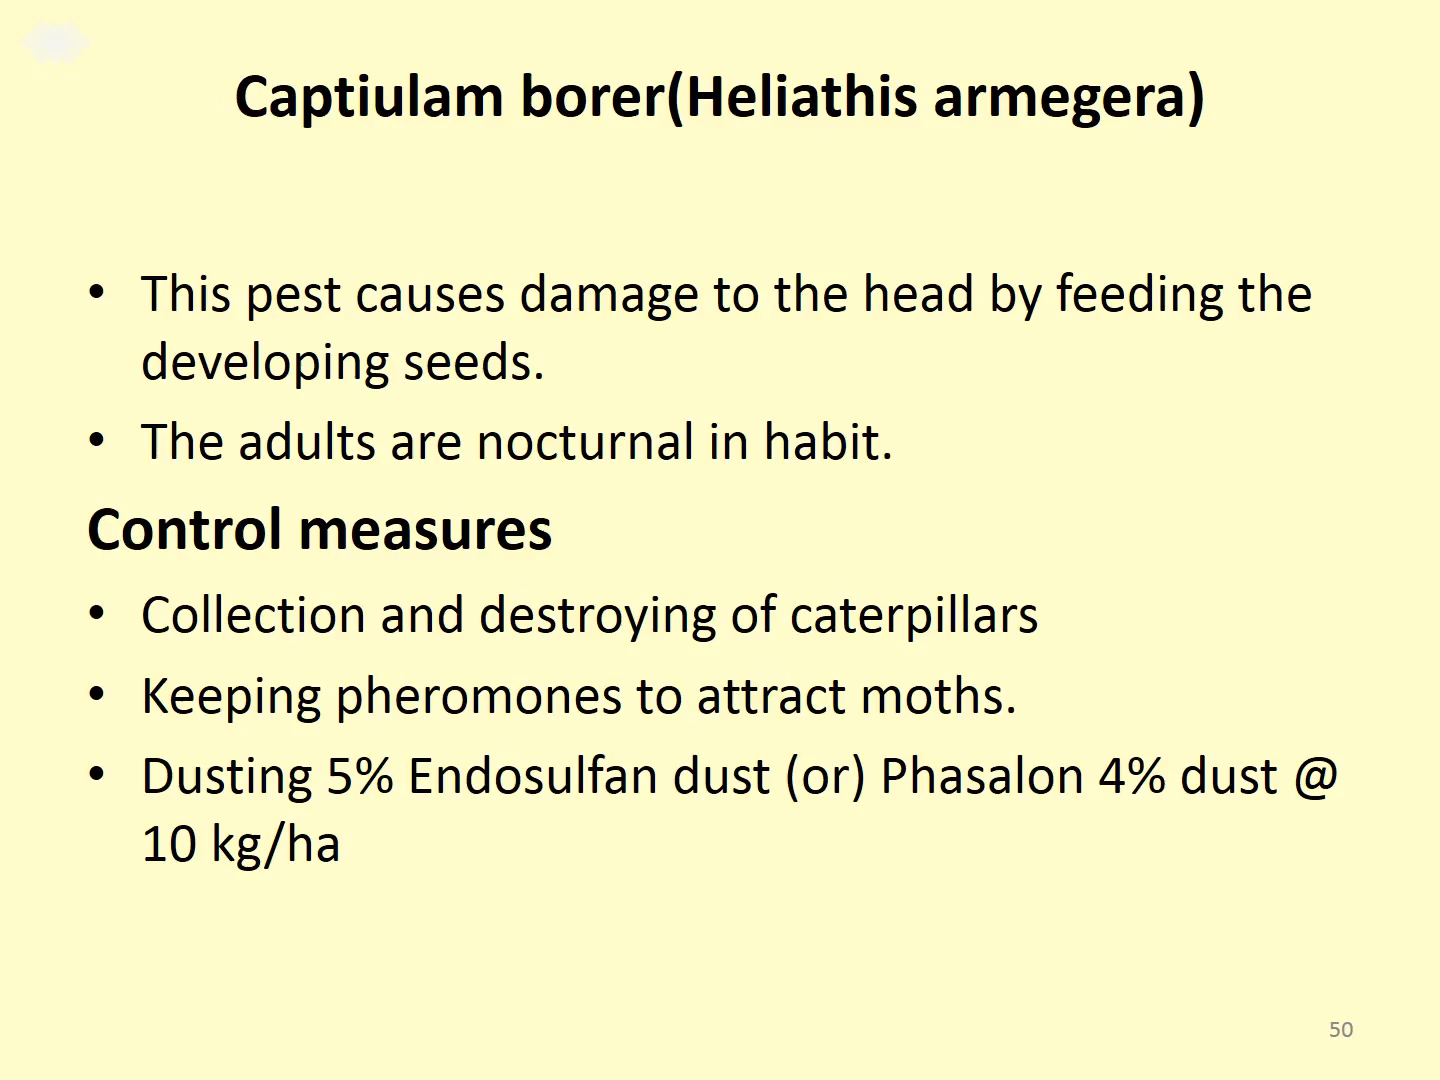 Captiulam borer(Heliathis armegera)
• This pest causes damage to the head by feeding the
developing seeds.
• The adults are nocturnal in habit.
Control measures
• Collection and destroying of caterpillars
• Keeping pheromones to attract moths.
• Dusting 5% Endosulfan dust (or) Phasalon 4% dust @
10 kg/ha
50